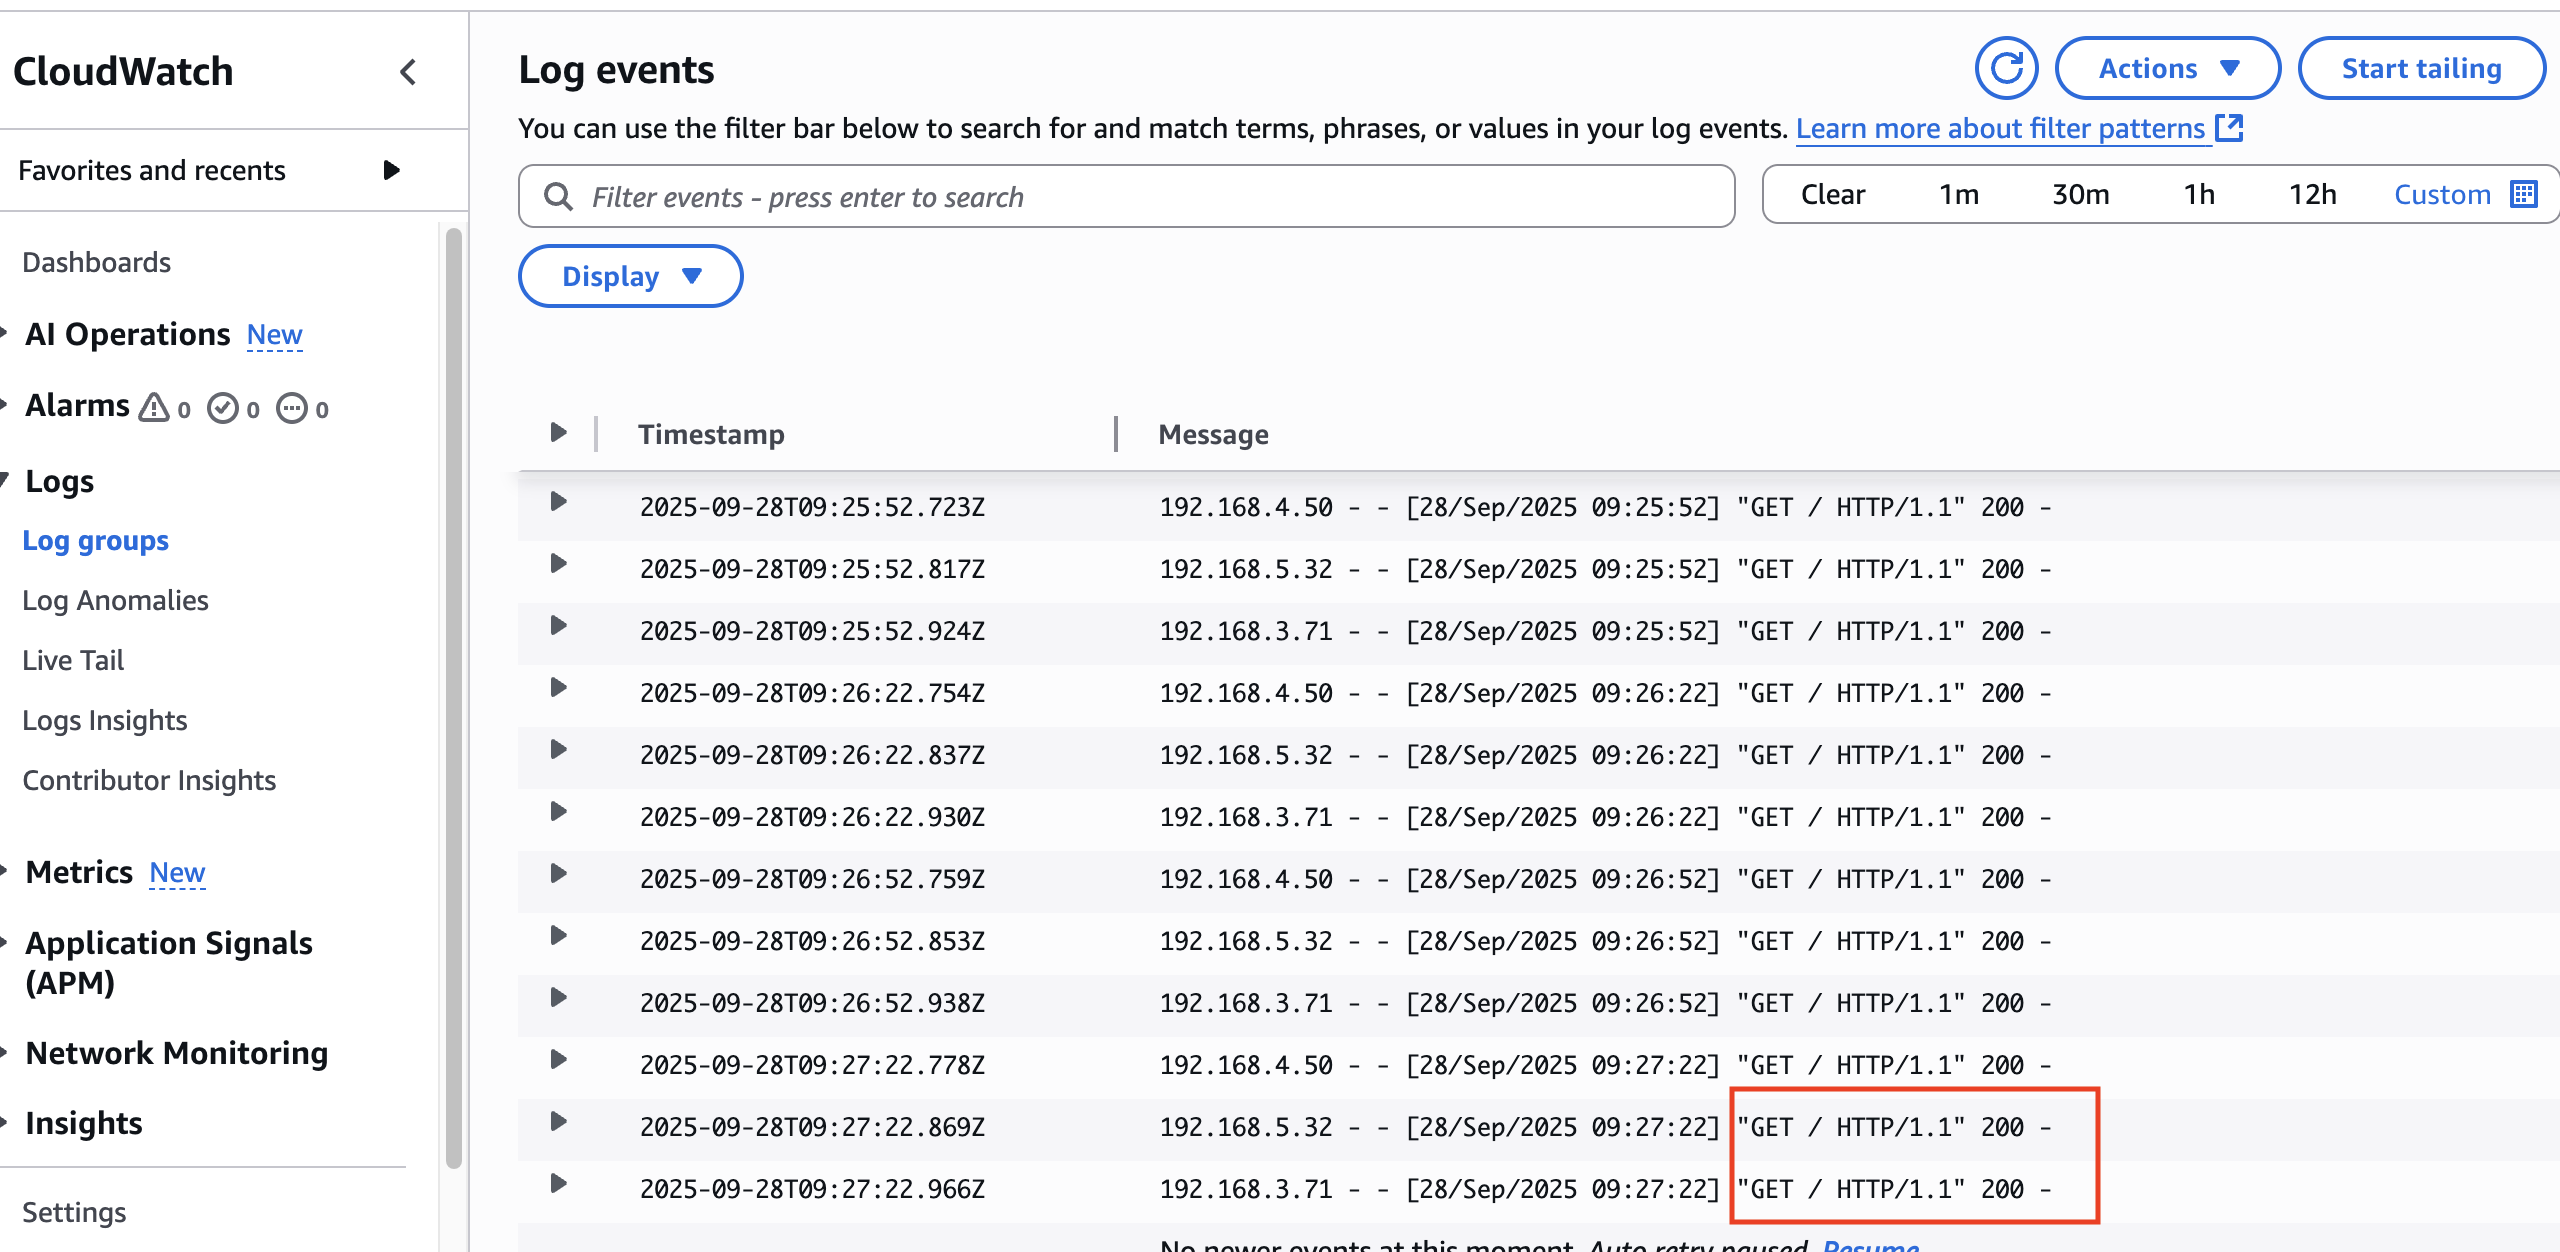 CloudWatch
Favorites and recents
Dashboards
AI Operations New
Alarms 0 0 0
Logs
Log groups
Log Anomalies
Live Tail
Logs Insights
Contributor Insights
Metrics New
Application Signals
(APM)
Network Monitoring
Insights
Settings
Log events
Actions
Start tailing
You can use the filter bar below to search for and match terms, phrases, or values in your log events. Learn more about filter patterns
Filter events - press enter to search
Clear 1m 30m 1h 12h Custom
Display
Timestamp Message
2025-09-28T09:25:52.723Z 192.168.4.50 - - [28/Sep/2025 09:25:52] "GET / HTTP/1.1" 200 -
2025-09-28T09:25:52.817Z 192.168.5.32 - - [28/Sep/2025 09:25:52] "GET / HTTP/1.1" 200 -
2025-09-28T09:25:52.924Z 192.168.3.71 - - [28/Sep/2025 09:25:52] "GET / HTTP/1.1" 200 -
2025-09-28T09:26:22.754Z 192.168.4.50 - - [28/Sep/2025 09:26:22] "GET / HTTP/1.1" 200 -
2025-09-28T09:26:22.837Z 192.168.5.32 - - [28/Sep/2025 09:26:22] "GET / HTTP/1.1" 200 -
2025-09-28T09:26:22.930Z 192.168.3.71 - - [28/Sep/2025 09:26:22] "GET / HTTP/1.1" 200 -
2025-09-28T09:26:52.759Z 192.168.4.50 - - [28/Sep/2025 09:26:52] "GET / HTTP/1.1" 200 -
2025-09-28T09:26:52.853Z 192.168.5.32 - - [28/Sep/2025 09:26:52] "GET / HTTP/1.1" 200 -
2025-09-28T09:26:52.938Z 192.168.3.71 - - [28/Sep/2025 09:26:52] "GET / HTTP/1.1" 200 -
2025-09-28T09:27:22.778Z 192.168.4.50 - - [28/Sep/2025 09:27:22] "GET / HTTP/1.1" 200 -
2025-09-28T09:27:22.869Z 192.168.5.32 - - [28/Sep/2025 09:27:22] "GET / HTTP/1.1" 200 -
2025-09-28T09:27:22.966Z 192.168.3.71 - - [28/Sep/2025 09:27:22] "GET / HTTP/1.1" 200 -
No newer events at this moment. Auto retry paused. Resume